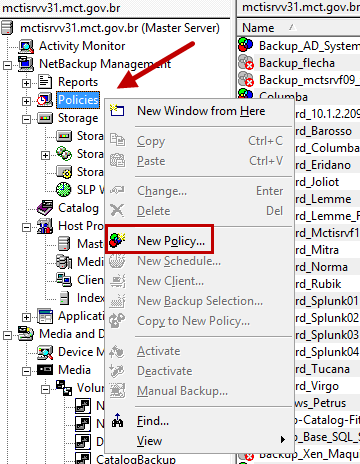 mctisrvv31.mct.gov.br
mctisrvv31.mct.gov.br (Master Server)
Activity Monitor
NetBackup Management
Reports
Policies
Storage
Stora
Stora
Stora
SLP W
Catalog
Host Pro
Mast
Medi
Clien
Index
Applicati
Media and D
Device M
Media
Volu
N
N
D
CatalogBackup
New Window from Here
Copy Ctrl+C
Paste Ctrl+V
Change... Enter
Delete Del
New Policy...
New Schedule...
New Client...
New Backup Selection...
Copy to New Policy...
Activate
Deactivate
Manual Backup...
Find...
View
mctisrvv31.mct.gov.b
Name
Backup_AD_System
Backup_flecha
Backup_mctsrvf09_
Columba
rd_10.1.2.209
rd_Barosso
rd_Columba
rd_Eridano
rd_Joliot
rd_Lemme
rd_Lemme_F
rd_Mctisrvf1
rd_Mitra
rd_Norma
rd_Rubik
rd_Splunk01
rd_Splunk02
rd_Splunk03
rd_Splunk04
rd_Tucana
rd_Virgo
ws_Petrus
p-Catalog-Fit
p_Base_SQL_
Backup_Xen_Maqu